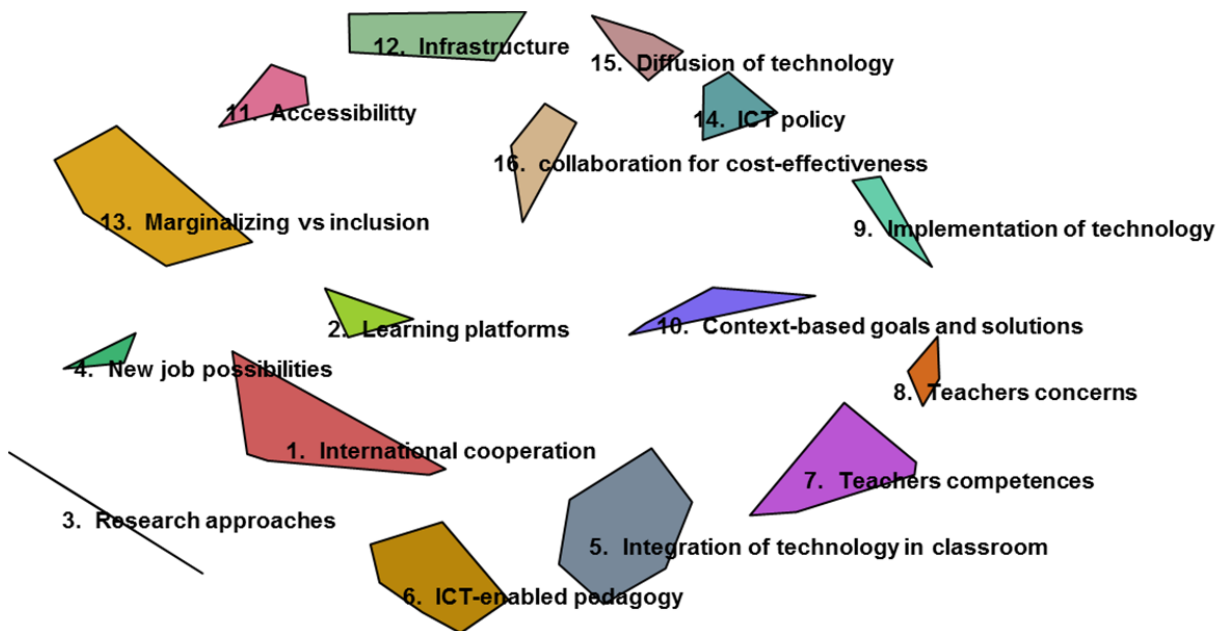 12. Infrastructure
15. Diffusion of technology
11. Accessibilitty
14. ICT policy
16. collaboration for cost-effectiveness
13. Marginalizing vs inclusion
9. Implementation of technology
2. Learning platforms
10. Context-based goals and solutions
4. New job possibilities
8. Teachers concerns
1. International cooperation
7. Teachers competences
3. Research approaches
5. Integration of technology in classroom
6. ICT-enabled pedagogy